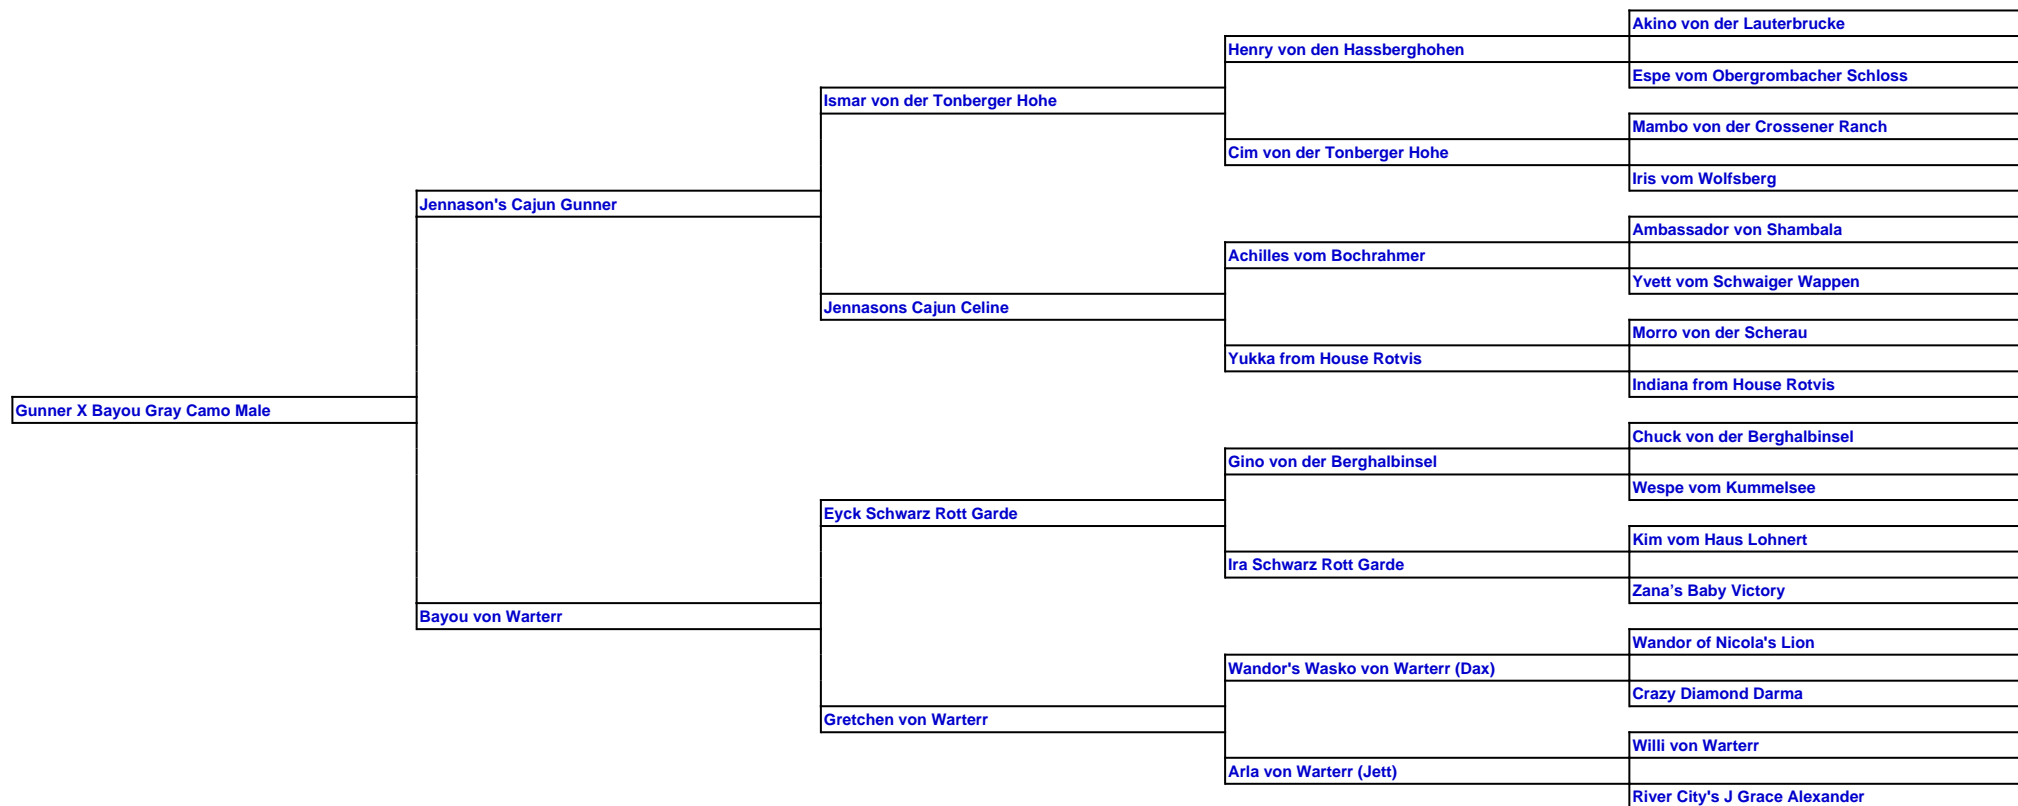 Akino von der Lauterbrucke
Henry von den Hassberghohen
Espe vom Obergrombacher Schloss
Ismar von der Tonberger Hohe
Mambo von der Crossener Ranch
Cim von der Tonberger Hohe
Iris vom Wolfsberg
Jennason's Cajun Gunner
Ambassador von Shambala
Achilles vom Bochrahmer
Yvett vom Schwaiger Wappen
Jennasons Cajun Celine
Morro von der Scherau
Yukka from House Rotvis
Indiana from House Rotvis
Gunner X Bayou Gray Camo Male
Chuck von der Berghalbinsel
Gino von der Berghalbinsel
Wespe vom Kummelsee
Eyck Schwarz Rott Garde
Kim vom Haus Lohnert
Ira Schwarz Rott Garde
Zana’s Baby Victory
Bayou von Warterr
Wandor of Nicola's Lion
Wandor's Wasko von Warterr (Dax)
Crazy Diamond Darma
Gretchen von Warterr
Willi von Warterr
Arla von Warterr (Jett)
River City's J Grace Alexander